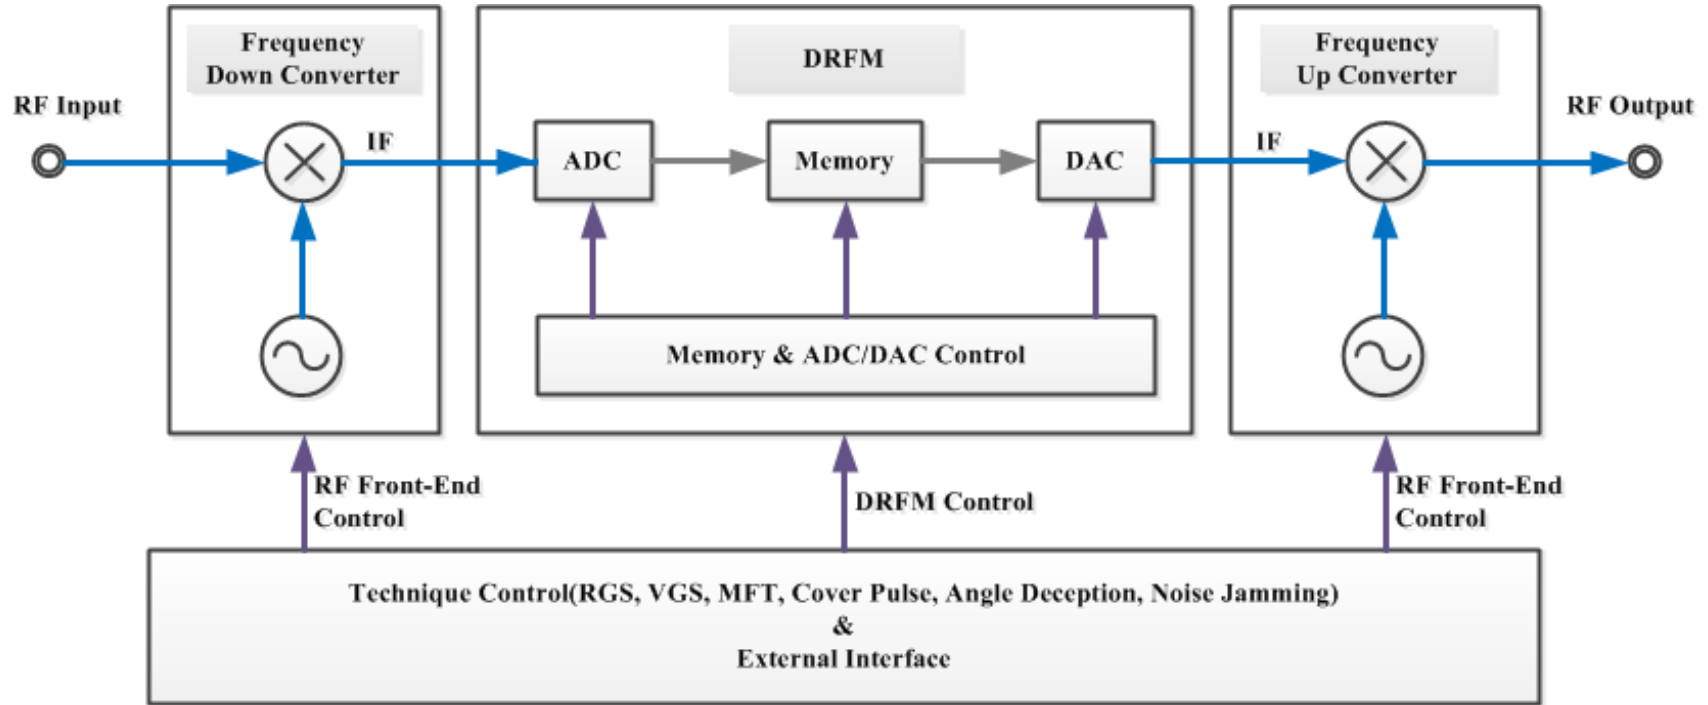 Frequency
Down Converter
DRFM
Frequency
Up Converter
RF Input
RF Output
IF
ADC
Memory
DAC
IF
Memory & ADC/DAC Control
RF Front-End
Control
DRFM Control
RF Front-End
Control
Technique Control(RGS, VGS, MFT, Cover Pulse, Angle Deception, Noise Jamming)
&
External Interface